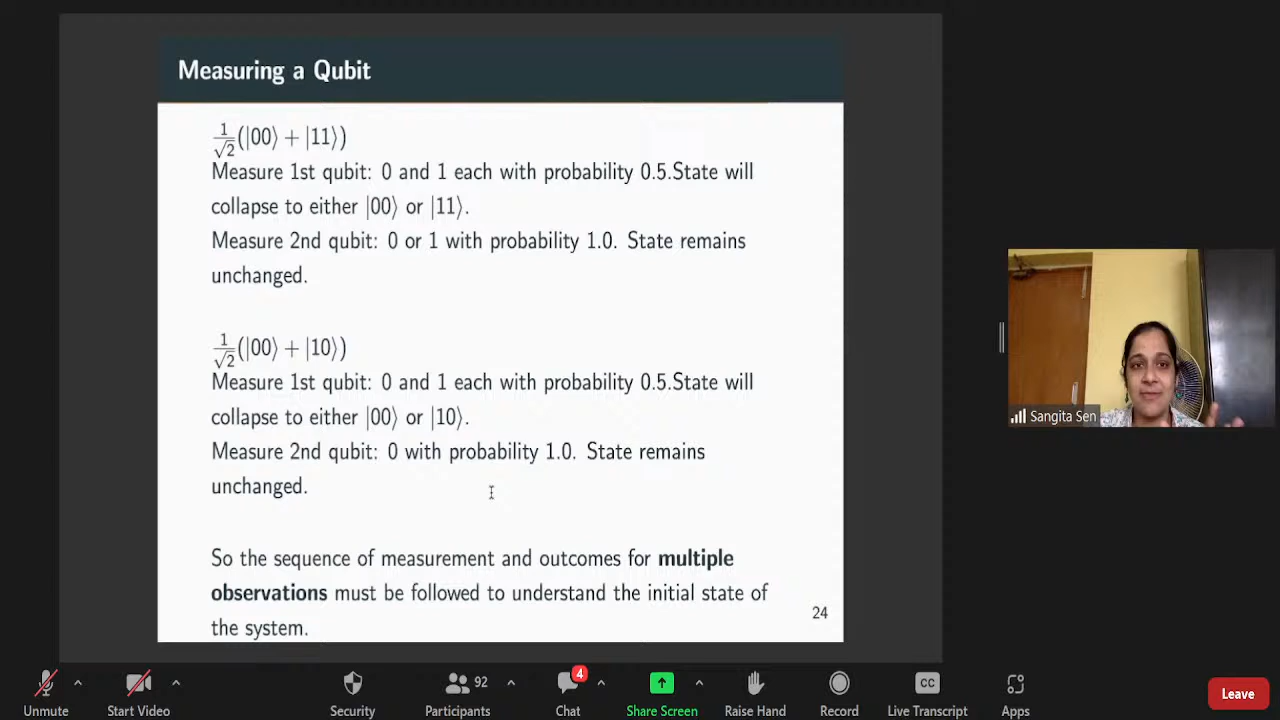 Measuring a Qubit
1/√2(|00⟩ + |11⟩)
Measure 1st qubit: 0 and 1 each with probability 0.5.State will
collapse to either |00⟩ or |11⟩.
Measure 2nd qubit: 0 or 1 with probability 1.0. State remains
unchanged.
1/√2(|00⟩ + |10⟩)
Measure 1st qubit: 0 and 1 each with probability 0.5.State will
collapse to either |00⟩ or |10⟩.
Measure 2nd qubit: 0 with probability 1.0. State remains
unchanged.
So the sequence of measurement and outcomes for multiple
observations must be followed to understand the initial state of
the system.
24
Sangita Sen
92
4
CC
Unmute
Start Video
Security
Participants
Chat
Share Screen
Raise Hand
Record
Live Transcript
Apps
Leave